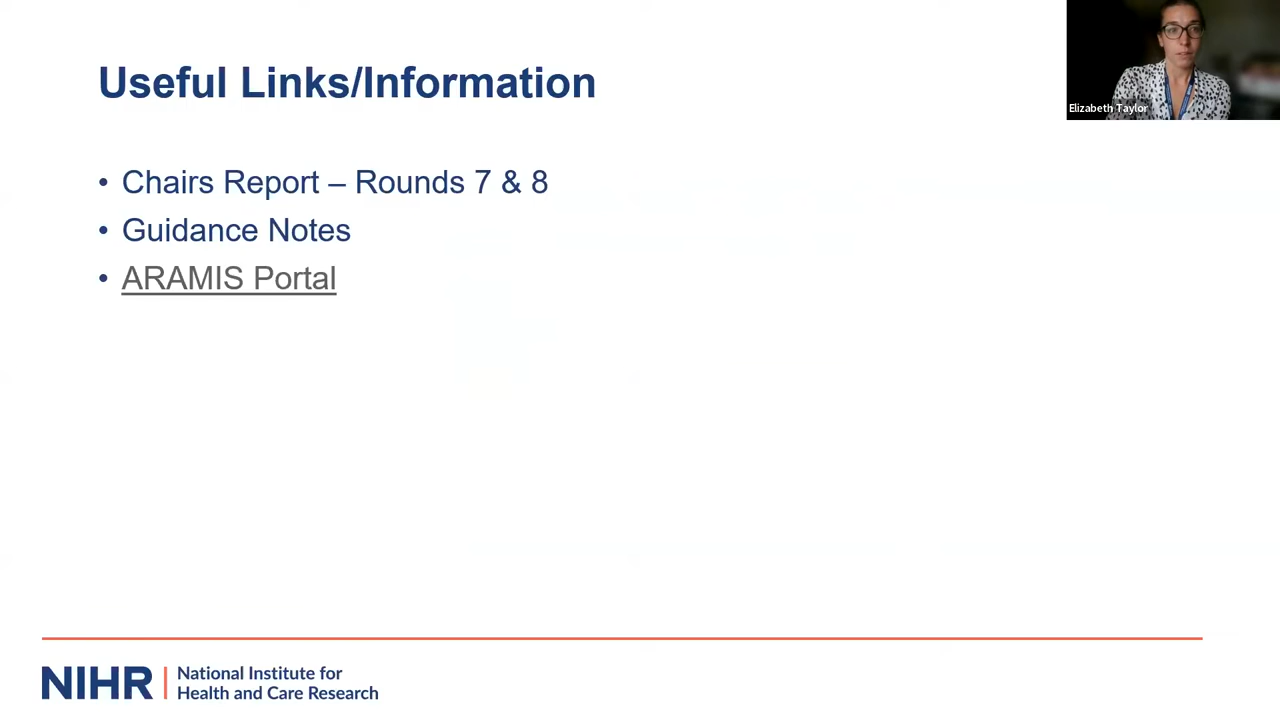 Useful Links/Information
Elizabeth Taylor
• Chairs Report – Rounds 7 & 8
• Guidance Notes
• ARAMIS Portal
NIHR | National Institute for
Health and Care Research